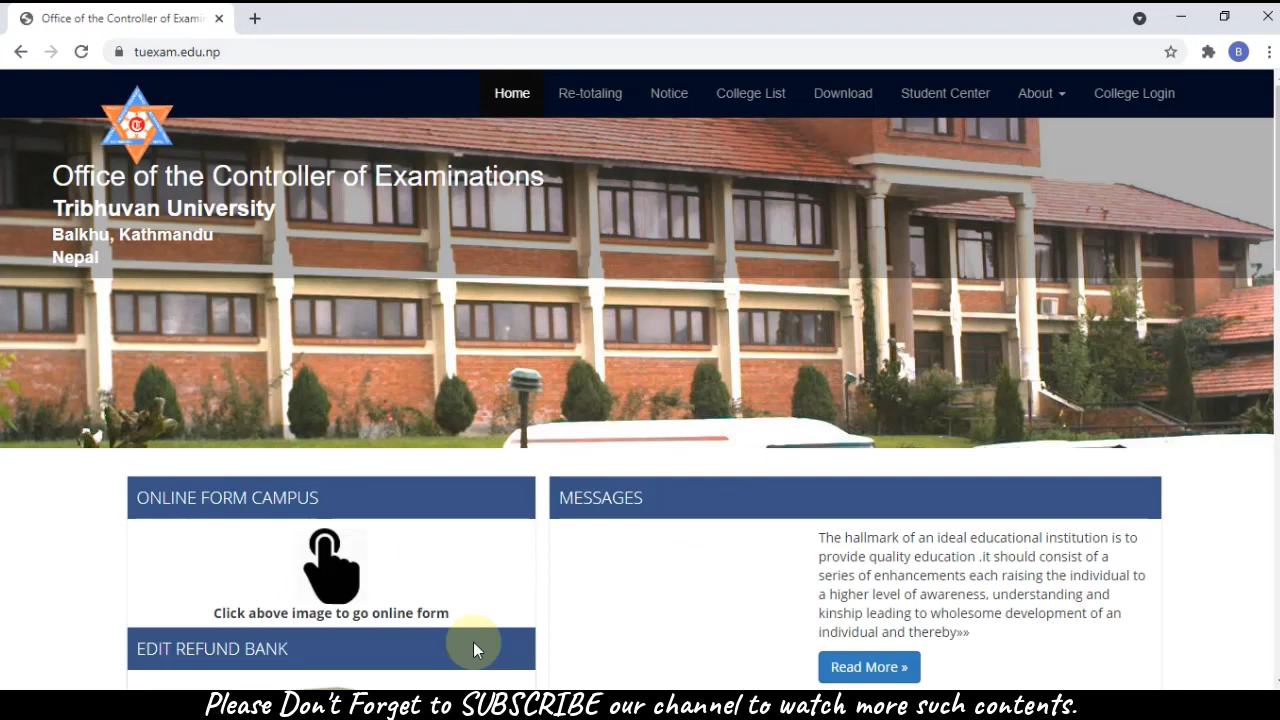 Office of the Controller of Exami
tuexam.edu.np
B
Home Re-totaling Notice College List Download Student Center About College Login
Office of the Controller of Examinations
Tribhuvan University
Balkhu, Kathmandu
Nepal
ONLINE FORM CAMPUS
Click above image to go online form
EDIT REFUND BANK
MESSAGES
The hallmark of an ideal educational institution is to
provide quality education .it should consist of a
series of enhancements each raising the individual to
a higher level of awareness, understanding and
kinship leading to wholesome development of an
individual and thereby»»
Read More »
Please Don't Forget to SUBSCRIBE our channel to watch more such contents.